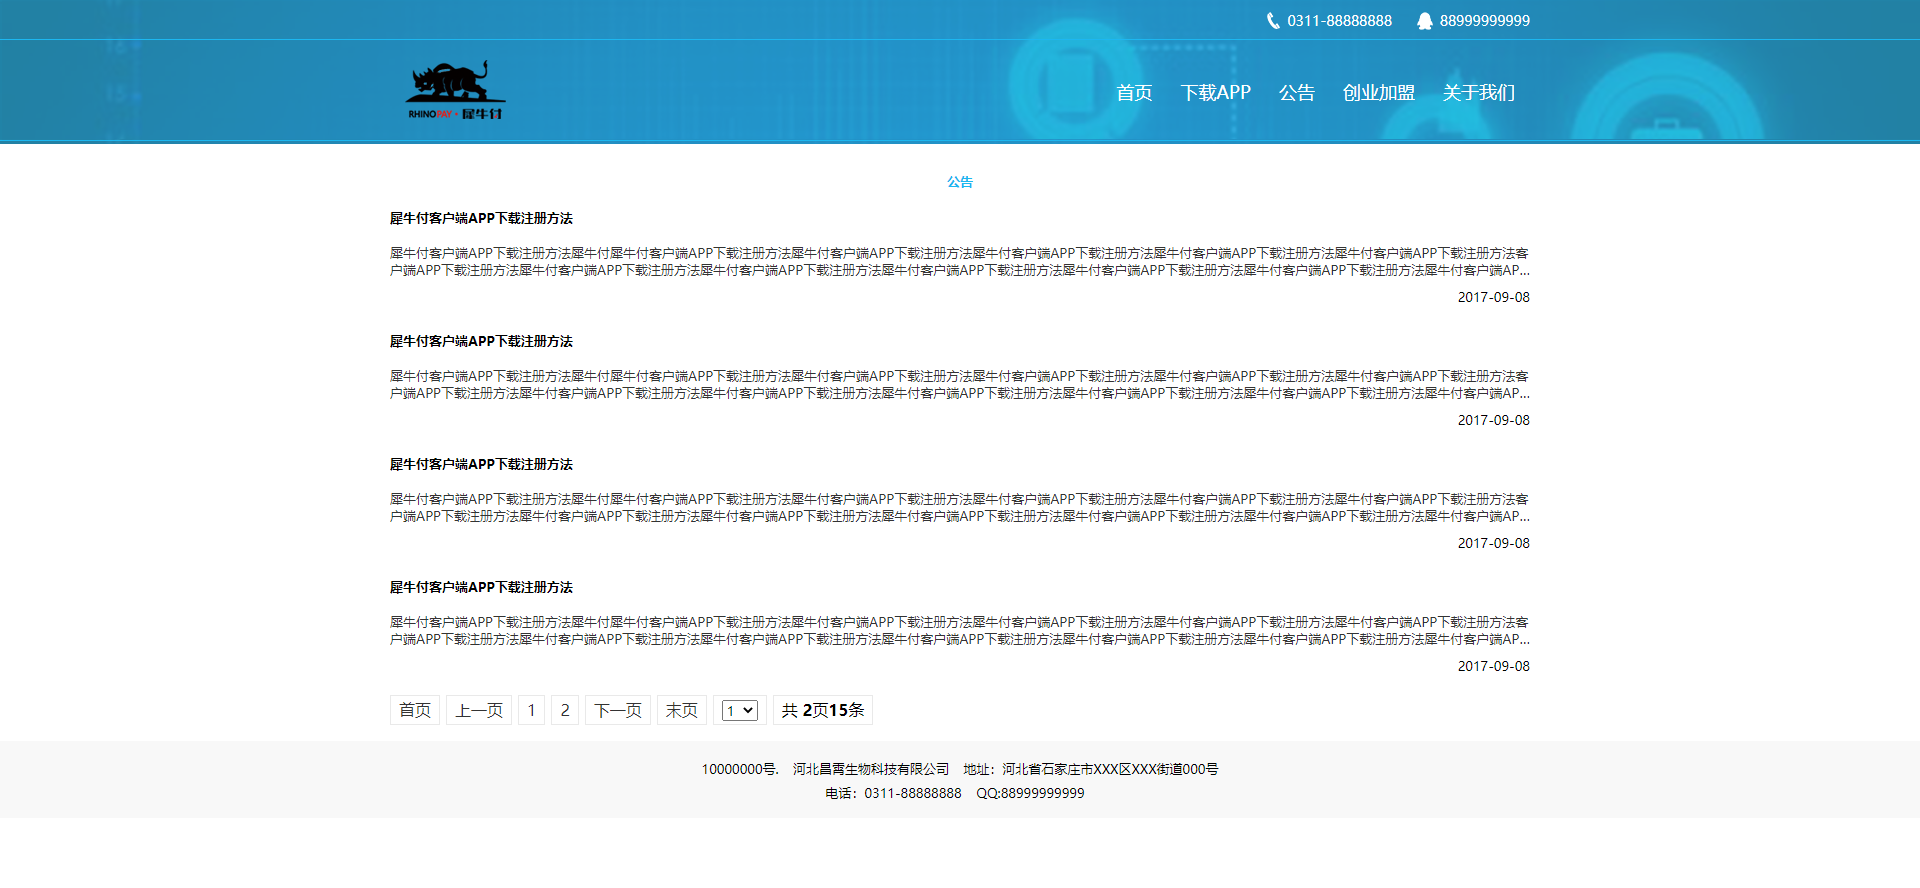 0311-88888888 88999999999
RHINOPAY·犀牛付
首页 下载APP 公告 创业加盟 关于我们
公告
犀牛付客户端APP下载注册方法
犀牛付客户端APP下载注册方法犀牛付犀牛付客户端APP下载注册方法犀牛付客户端APP下载注册方法犀牛付客户端APP下载注册方法犀牛付客户端APP下载注册方法犀牛付客户端APP下载注册方法客
户端APP下载注册方法犀牛付客户端APP下载注册方法犀牛付客户端APP下载注册方法犀牛付客户端APP下载注册方法犀牛付客户端APP下载注册方法犀牛付客户端APP下载注册方法犀牛付客户端AP...
2017-09-08
犀牛付客户端APP下载注册方法
犀牛付客户端APP下载注册方法犀牛付犀牛付客户端APP下载注册方法犀牛付客户端APP下载注册方法犀牛付客户端APP下载注册方法犀牛付客户端APP下载注册方法犀牛付客户端APP下载注册方法客
户端APP下载注册方法犀牛付客户端APP下载注册方法犀牛付客户端APP下载注册方法犀牛付客户端APP下载注册方法犀牛付客户端APP下载注册方法犀牛付客户端APP下载注册方法犀牛付客户端AP...
2017-09-08
犀牛付客户端APP下载注册方法
犀牛付客户端APP下载注册方法犀牛付犀牛付客户端APP下载注册方法犀牛付客户端APP下载注册方法犀牛付客户端APP下载注册方法犀牛付客户端APP下载注册方法犀牛付客户端APP下载注册方法客
户端APP下载注册方法犀牛付客户端APP下载注册方法犀牛付客户端APP下载注册方法犀牛付客户端APP下载注册方法犀牛付客户端APP下载注册方法犀牛付客户端APP下载注册方法犀牛付客户端AP...
2017-09-08
犀牛付客户端APP下载注册方法
犀牛付客户端APP下载注册方法犀牛付犀牛付客户端APP下载注册方法犀牛付客户端APP下载注册方法犀牛付客户端APP下载注册方法犀牛付客户端APP下载注册方法犀牛付客户端APP下载注册方法客
户端APP下载注册方法犀牛付客户端APP下载注册方法犀牛付客户端APP下载注册方法犀牛付客户端APP下载注册方法犀牛付客户端APP下载注册方法犀牛付客户端APP下载注册方法犀牛付客户端AP...
2017-09-08
首页 上一页 1 2 下一页 末页 1 共 2页15条
10000000号. 河北昌霄生物科技有限公司 地址：河北省石家庄市XXX区XXX街道000号
电话：0311-88888888 QQ:88999999999